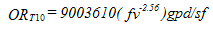 OR_T10 = 9003610( fv^-2.56 )gpd/sf